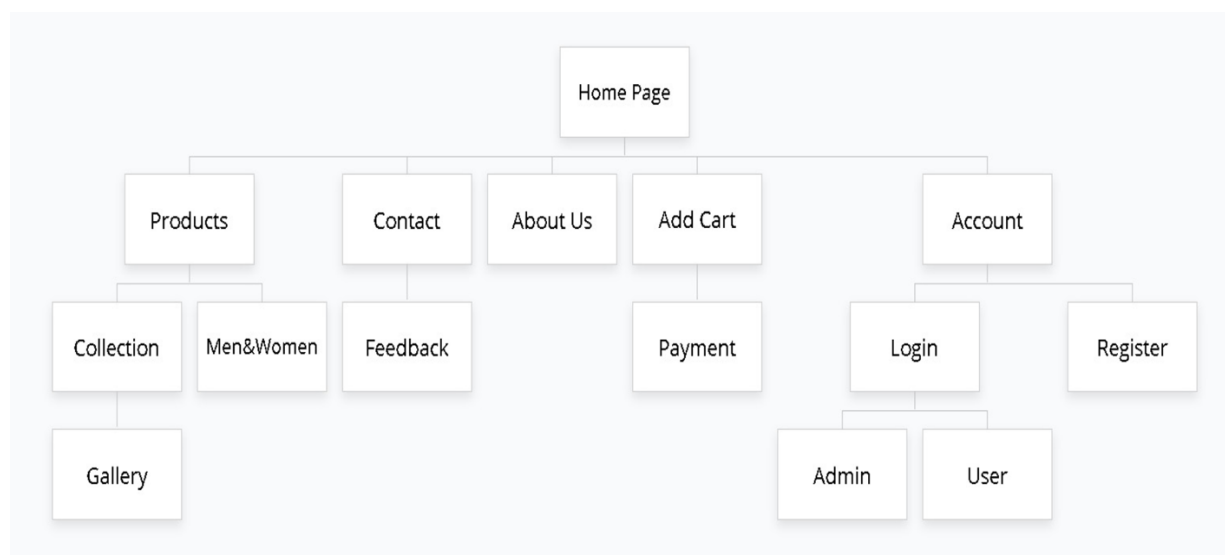 Home Page
Products
Contact
About Us
Add Cart
Account
Collection
Men&Women
Feedback
Payment
Login
Register
Gallery
Admin
User